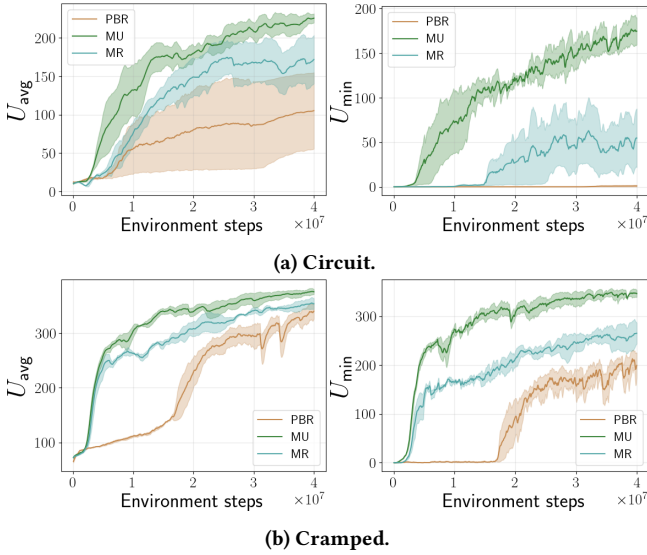 U_avg
200
150
100
50
0
PBR
MU
MR
0
1
2
3
4
Environment steps
×10^7
U_min
200
150
100
50
0
PBR
MU
MR
0
1
2
3
4
Environment steps
×10^7
(a) Circuit.
U_avg
300
200
100
PBR
MU
MR
0
1
2
3
4
Environment steps
×10^7
U_min
300
200
100
0
PBR
MU
MR
0
1
2
3
4
Environment steps
×10^7
(b) Cramped.